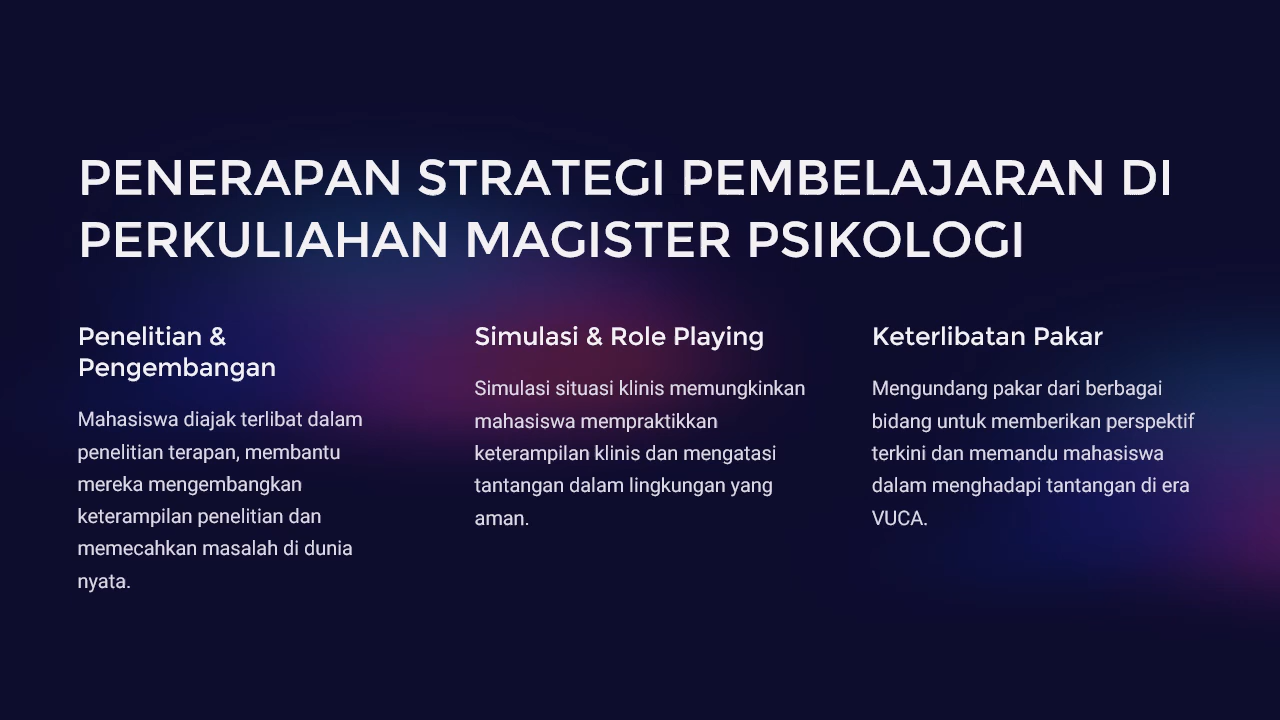 PENERAPAN STRATEGI PEMBELAJARAN DI
PERKULIAHAN MAGISTER PSIKOLOGI
Penelitian &
Pengembangan
Mahasiswa diajak terlibat dalam
penelitian terapan, membantu
mereka mengembangkan
keterampilan penelitian dan
memecahkan masalah di dunia
nyata.
Simulasi & Role Playing
Simulasi situasi klinis memungkinkan
mahasiswa mempraktikkan
keterampilan klinis dan mengatasi
tantangan dalam lingkungan yang
aman.
Keterlibatan Pakar
Mengundang pakar dari berbagai
bidang untuk memberikan perspektif
terkini dan memandu mahasiswa
dalam menghadapi tantangan di era
VUCA.